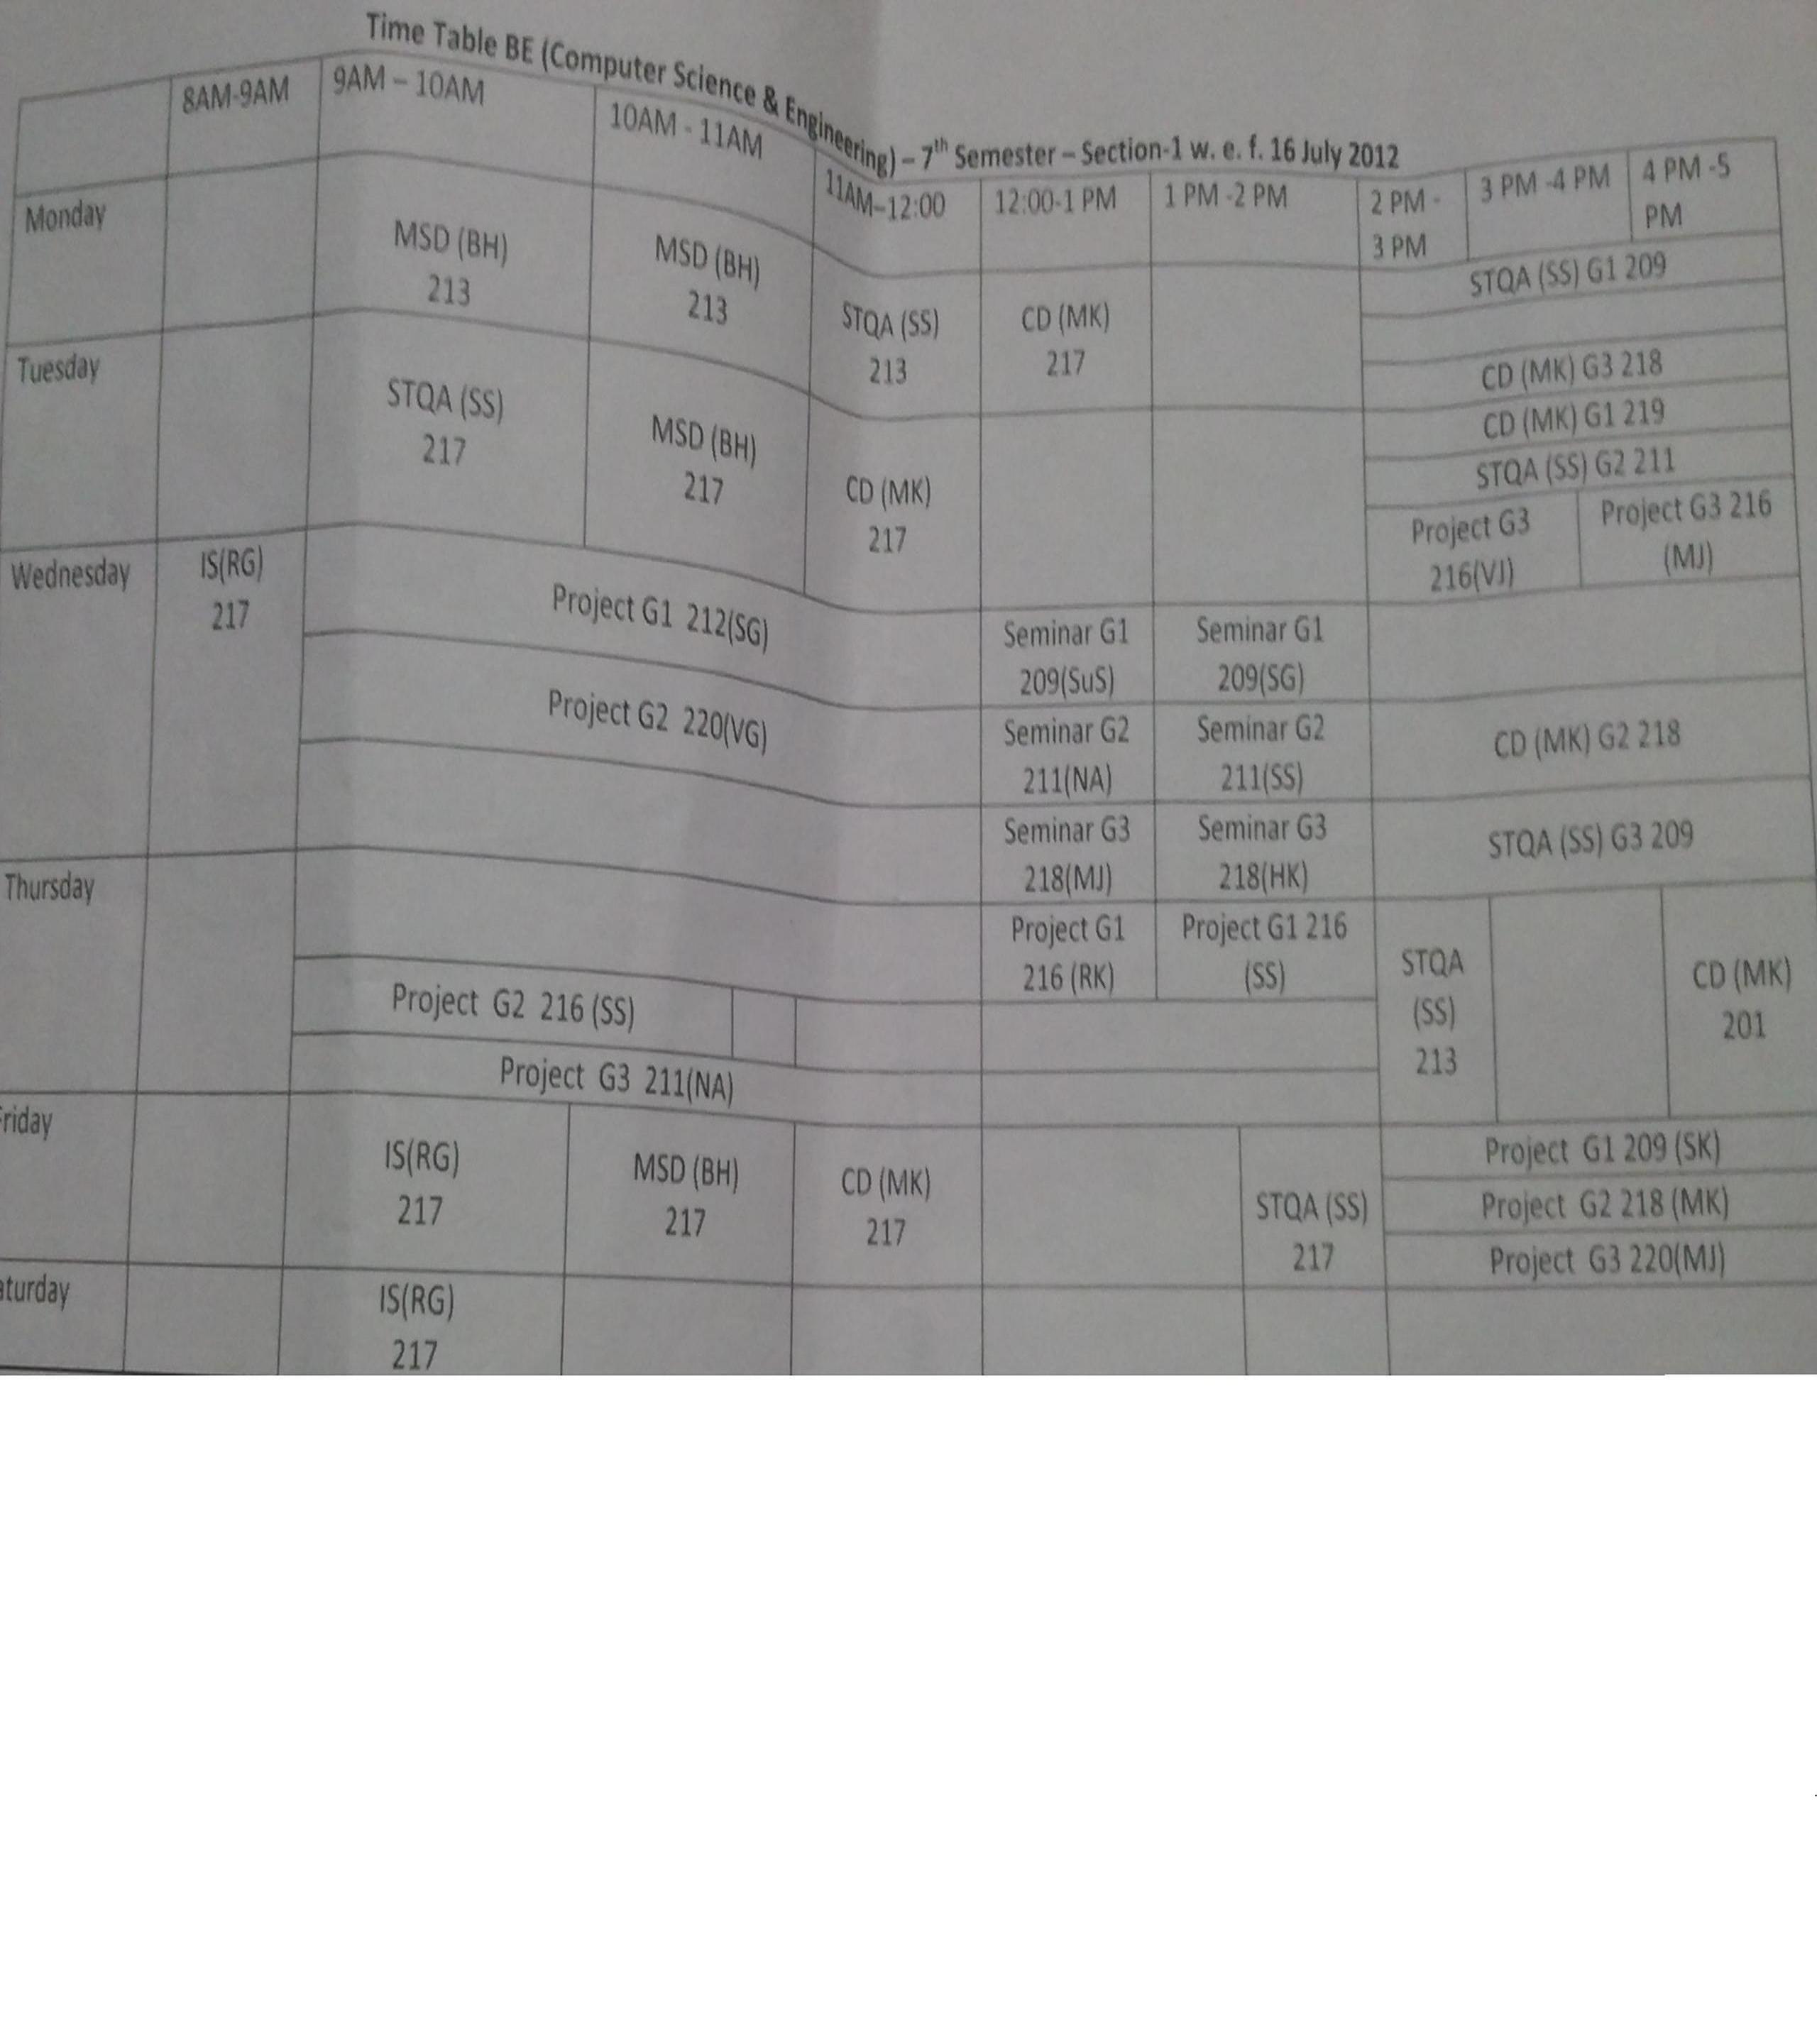 Time Table BE (Computer Science & Engineering) – 7th Semester – Section-1 w. e. f. 16 July 2012
8AM-9AM
9AM – 10AM
10AM - 11AM
11AM–12:00
12:00-1 PM
1 PM -2 PM
2 PM -
3 PM
3 PM -4 PM
4 PM -5
PM
Monday
MSD (BH)
213
MSD (BH)
213
STQA (SS)
213
CD (MK)
217
STQA (SS) G1 209
CD (MK) G3 218
Tuesday
STQA (SS)
217
MSD (BH)
217
CD (MK)
217
CD (MK) G1 219
STQA (SS) G2 211
Project G3
216(VJ)
Project G3 216
(MJ)
Wednesday
IS(RG)
217
Project G1 212(SG)
Project G2 220(VG)
Seminar G1
209(SuS)
Seminar G1
209(SG)
Seminar G2
211(NA)
Seminar G2
211(SS)
CD (MK) G2 218
Seminar G3
218(MJ)
Seminar G3
218(HK)
STQA (SS) G3 209
Thursday
Project G1
216 (RK)
Project G1 216
(SS)
Project G2 216 (SS)
Project G3 211(NA)
STQA
(SS)
213
CD (MK)
201
Friday
IS(RG)
217
MSD (BH)
217
CD (MK)
217
STQA (SS)
217
Project G1 209 (SK)
Project G2 218 (MK)
Project G3 220(MJ)
aturday
IS(RG)
217